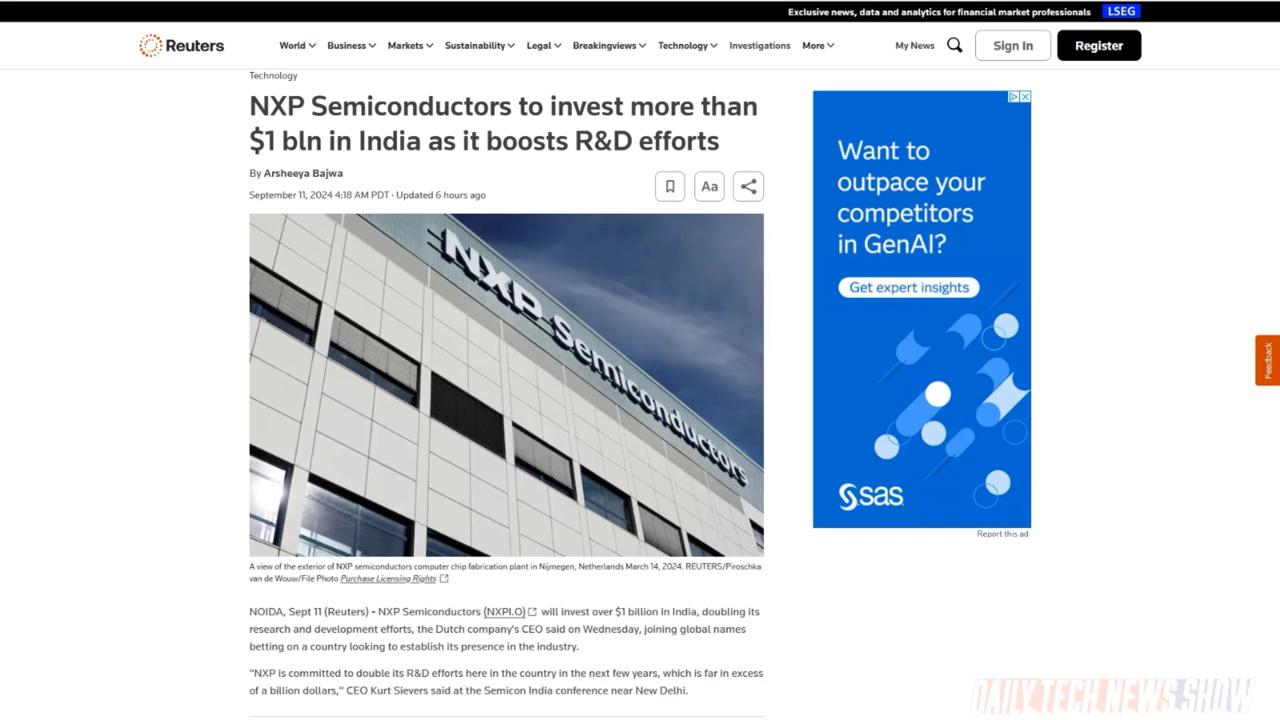 Exclusive news, data and analytics for financial market professionals LSEG
Reuters World Business Markets Sustainability Legal Breakingviews Technology Investigations More My News Sign In Register
Technology
NXP Semiconductors to invest more than
$1 bln in India as it boosts R&D efforts
By Arsheeya Bajwa
September 11, 2024 4:18 AM PDT · Updated 6 hours ago
Aa
NXP Semiconductors
A view of the exterior of NXP semiconductors computer chip fabrication plant in Nijmegen, Netherlands March 14, 2024. REUTERS/Piroschka
van de Wouw/File Photo Purchase Licensing Rights
NOIDA, Sept 11 (Reuters) - NXP Semiconductors (NXPI.O) will invest over $1 billion in India, doubling its
research and development efforts, the Dutch company's CEO said on Wednesday, joining global names
betting on a country looking to establish its presence in the industry.
"NXP is committed to double its R&D efforts here in the country in the next few years, which is far in excess
of a billion dollars," CEO Kurt Sievers said at the Semicon India conference near New Delhi.
Want to
outpace your
competitors
in GenAI?
Get expert insights
sas
Report this ad
Feedback
DAILY TECH NEWS SHOW